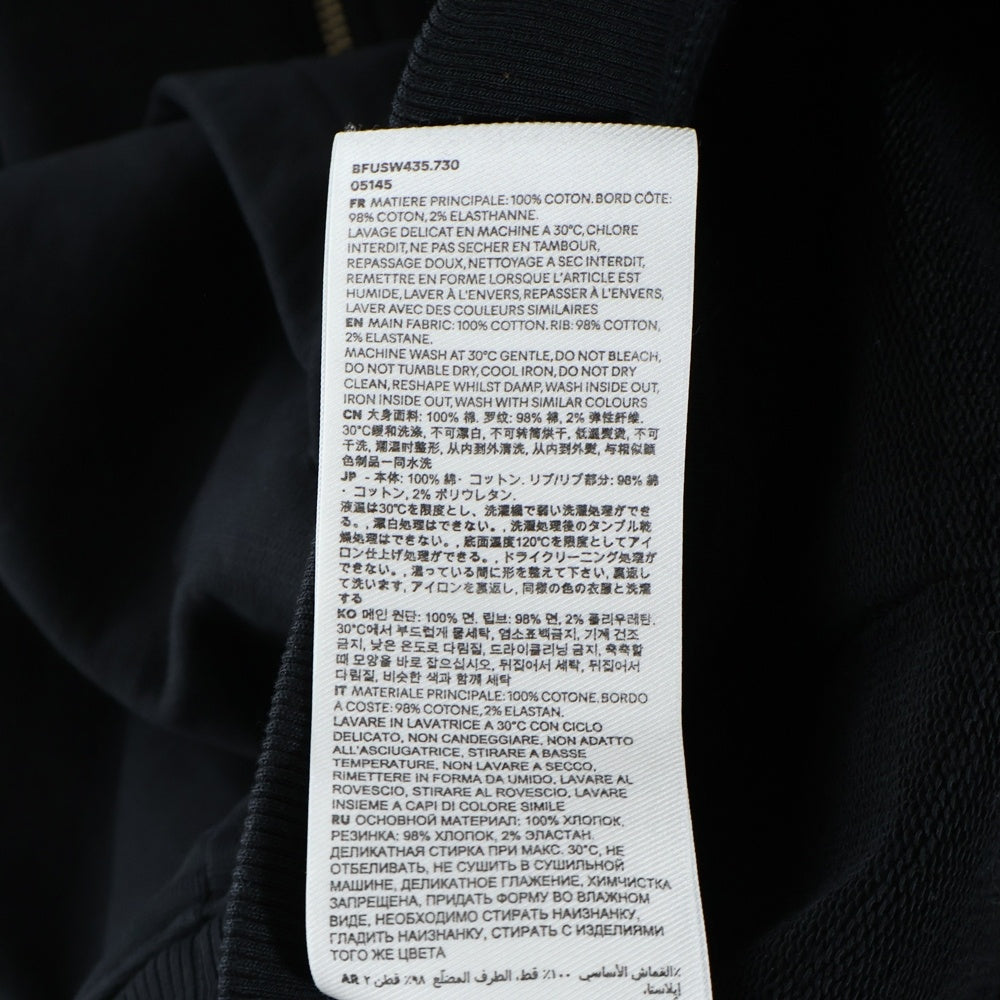 BFUSW435.730
05145
FR MATIERE PRINCIPALE: 100% COTON. BORD CÔTE:
98% COTON, 2% ELASTHANNE.
LAVAGE DELICAT EN MACHINE A 30°C, CHLORE
INTERDIT, NE PAS SECHER EN TAMBOUR,
REPASSAGE DOUX, NETTOYAGE A SEC INTERDIT,
REMETTRE EN FORME LORSQUE L'ARTICLE EST
HUMIDE, LAVER À L'ENVERS, REPASSER À L'ENVERS,
LAVER AVEC DES COULEURS SIMILAIRES
EN MAIN FABRIC: 100% COTTON. RIB: 98% COTTON,
2% ELASTANE.
MACHINE WASH AT 30°C GENTLE, DO NOT BLEACH,
DO NOT TUMBLE DRY, COOL IRON, DO NOT DRY
CLEAN, RESHAPE WHILST DAMP, WASH INSIDE OUT,
IRON INSIDE OUT, WASH WITH SIMILAR COLOURS
CN 大身面料: 100% 棉. 罗纹: 98% 棉, 2% 弹性纤维.
30°C缓和洗涤, 不可漂白, 不可转筒烘干, 低温熨烫, 不可
干洗, 潮湿时整形, 从内到外清洗, 从内到外熨, 与相似颜
色制品一同水洗
JP - 本体: 100% 綿・コットン. リブ/リブ部分: 98% 綿
・コットン, 2% ポリウレタン.
液温は30℃を限度とし、洗濯機で弱い洗濯処理ができ
る。, 漂白処理はできない。, 洗濯処理後のタンブル乾
燥処理はできない。, 底面温度120℃を限度としてアイ
ロン仕上げ処理ができる。, ドライクリーニング処理が
できない。, 湿っている間に形を整えて下さい, 裏返し
て洗います, アイロンを裏返し, 同様の色の衣服と洗濯
する
KO 메인 원단: 100% 면. 립브: 98% 면, 2% 폴리우레탄.
30°C에서 부드럽게 물세탁, 염소표백금지, 기계 건조
금지, 낮은 온도로 다림질, 드라이클리닝 금지, 축축할
때 모양을 바로 잡으십시오, 뒤집어서 세탁, 뒤집어서
다림질, 비슷한 색과 함께 세탁
IT MATERIALE PRINCIPALE: 100% COTONE. BORDO
A COSTE: 98% COTONE, 2% ELASTAN.
LAVARE IN LAVATRICE A 30°C CON CICLO
DELICATO, NON CANDEGGIARE, NON ADATTO
ALL'ASCIUGATRICE, STIRARE A BASSE
TEMPERATURE, NON LAVARE A SECCO,
RIMETTERE IN FORMA DA UMIDO, LAVARE AL
ROVESCIO, STIRARE AL ROVESCIO, LAVARE
INSIEME A CAPI DI COLORE SIMILE
RU ОСНОВНОЙ МАТЕРИАЛ: 100% ХЛОПОК.
РЕЗИНКА: 98% ХЛОПОК, 2% ЭЛАСТАН.
ДЕЛИКАТНАЯ СТИРКА ПРИ МАКС. 30°C, НЕ
ОТБЕЛИВАТЬ, НЕ СУШИТЬ В СУШИЛЬНОЙ
МАШИНЕ, ДЕЛИКАТНОЕ ГЛАЖЕНИЕ, ХИМЧИСТКА
ЗАПРЕЩЕНА, ПРИДАТЬ ФОРМУ ВО ВЛАЖНОМ
ВИДЕ, НЕОБХОДИМО СТИРАТЬ НАИЗНАНКУ,
ГЛАДИТЬ НАИЗНАНКУ, СТИРАТЬ С ИЗДЕЛИЯМИ
ТОГО ЖЕ ЦВЕТА
AR القماش الأساسي ١٠٠٪ قطن. الطرف المضلّع ٩٨٪ قطن ٢٪
إيلاستان.